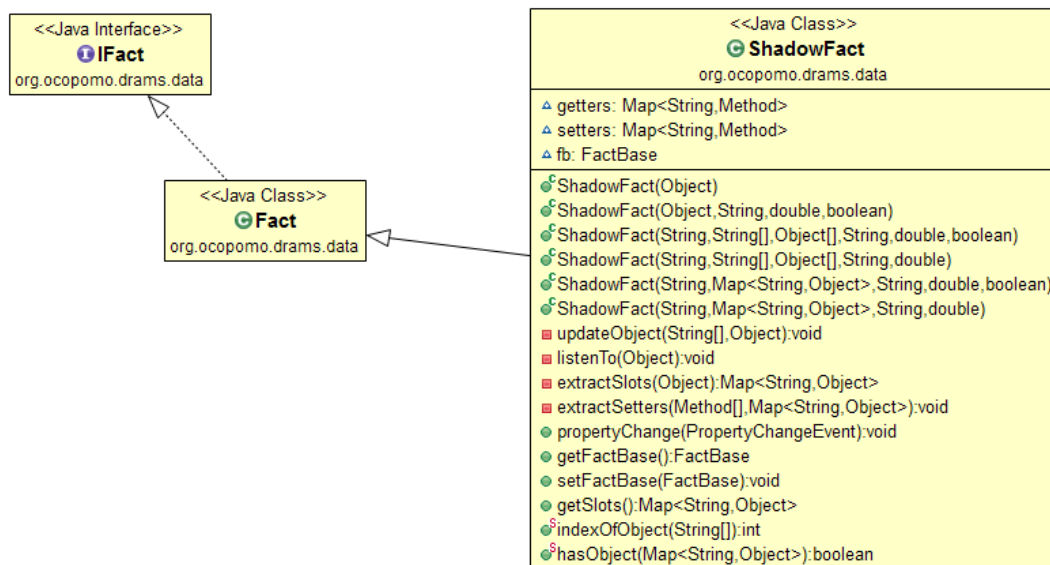 <<Java Interface>>
IFact
org.ocopomo.drams.data
<<Java Class>>
Fact
org.ocopomo.drams.data
<<Java Class>>
ShadowFact
org.ocopomo.drams.data
getters: Map<String,Method>
setters: Map<String,Method>
fb: FactBase
ShadowFact(Object)
ShadowFact(Object,String,double,boolean)
ShadowFact(String,String[],Object[],String,double,boolean)
ShadowFact(String,String[],Object[],String,double)
ShadowFact(String,Map<String,Object>,String,double,boolean)
ShadowFact(String,Map<String,Object>,String,double)
updateObject(String[],Object):void
listenTo(Object):void
extractSlots(Object):Map<String,Object>
extractSetters(Method[],Map<String,Object>):void
propertyChange(PropertyChangeEvent):void
getFactBase():FactBase
setFactBase(FactBase):void
getSlots():Map<String,Object>
indexOfObject(String[]):int
hasObject(Map<String,Object>):boolean